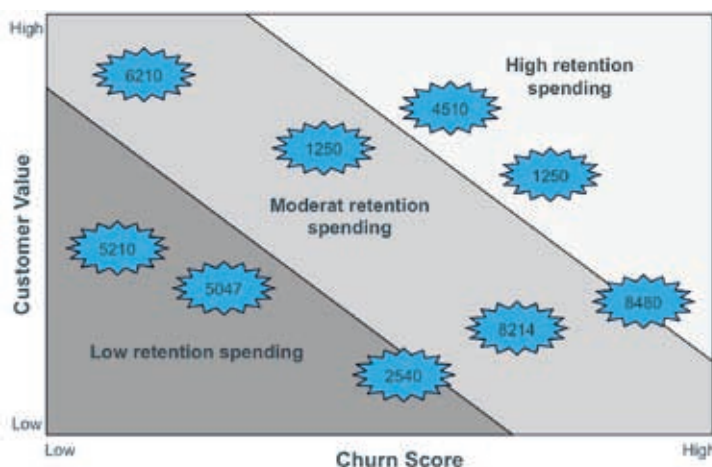 High
6210
High retention
spending
4510
1250
1250
Customer Value
Moderat retention
spending
5210
5047
8480
8214
Low retention spending
2540
Low
Low
High
Churn Score